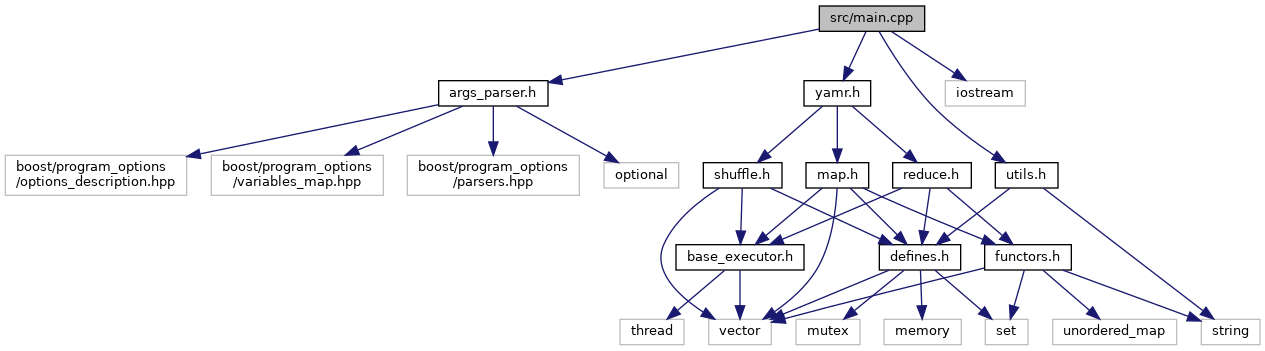 src/main.cpp
args_parser.h
yamr.h
iostream
boost/program_options
/options_description.hpp
boost/program_options
/variables_map.hpp
boost/program_options
/parsers.hpp
optional
shuffle.h
map.h
reduce.h
utils.h
base_executor.h
defines.h
functors.h
thread
vector
mutex
memory
set
unordered_map
string